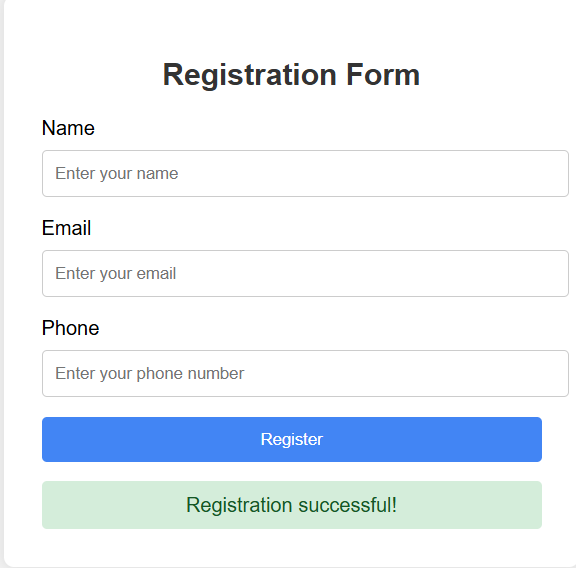 Registration Form
Name
Enter your name
Email
Enter your email
Phone
Enter your phone number
Register
Registration successful!